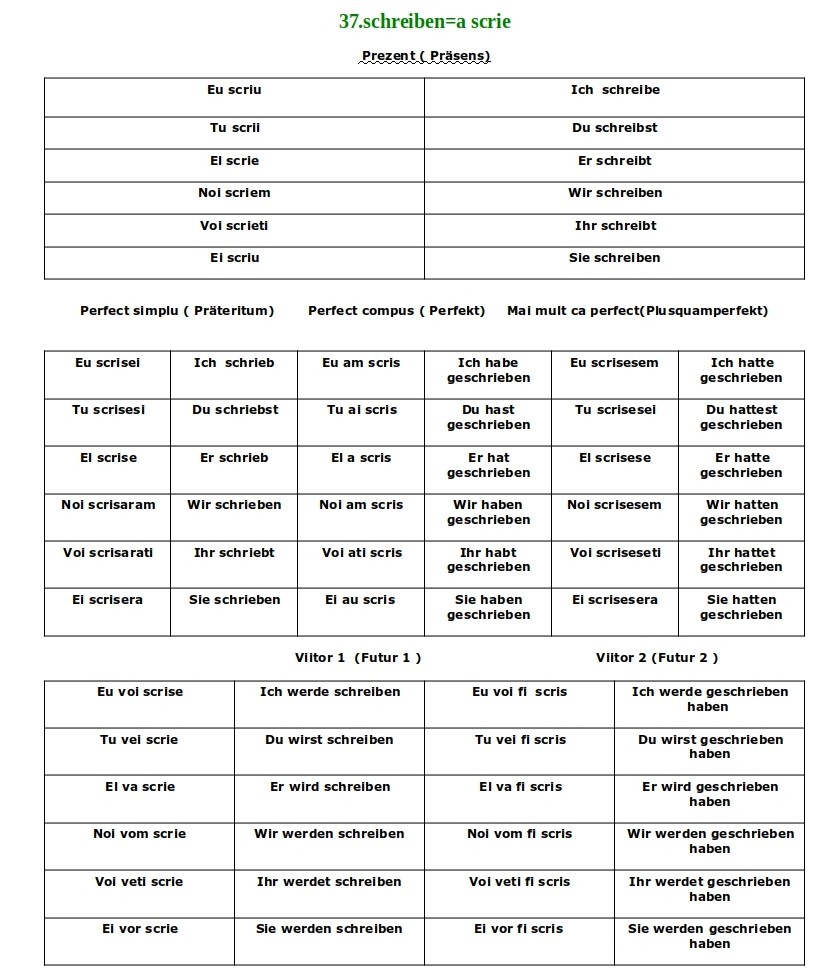 37.schreiben=a scrie
Prezent ( Präsens)
Eu scriu Ich schreibe
Tu scrii Du schreibst
El scrie Er schreibt
Noi scriem Wir schreiben
Voi scrieti Ihr schreibt
Ei scriu Sie schreiben
Perfect simplu ( Präteritum) Perfect compus ( Perfekt) Mai mult ca perfect(Plusquamperfekt)
Eu scrisei Ich schrieb Eu am scris Ich habe Eu scrisesem Ich hatte
geschrieben geschrieben
Tu scrisesi Du schriebst Tu ai scris Du hast Tu scrisesei Du hattest
geschrieben geschrieben
El scrise Er schrieb El a scris Er hat El scrisese Er hatte
geschrieben geschrieben
Noi scrisaram Wir schrieben Noi am scris Wir haben Noi scrisesem Wir hatten
geschrieben geschrieben
Voi scrisarati Ihr schriebt Voi ati scris Ihr habt Voi scriseseti Ihr hattet
geschrieben geschrieben
Ei scrisera Sie schrieben Ei au scris Sie haben Ei scrisesera Sie hatten
geschrieben geschrieben
Viitor 1 (Futur 1 ) Viitor 2 (Futur 2 )
Eu voi scrise Ich werde schreiben Eu voi fi scris Ich werde geschrieben
haben
Tu vei scrie Du wirst schreiben Tu vei fi scris Du wirst geschrieben
haben
El va scrie Er wird schreiben El va fi scris Er wird geschrieben
haben
Noi vom scrie Wir werden schreiben Noi vom fi scris Wir werden geschrieben
haben
Voi veti scrie Ihr werdet schreiben Voi veti fi scris Ihr werdet geschrieben
haben
Ei vor scrie Sie werden schreiben Ei vor fi scris Sie werden geschrieben
haben